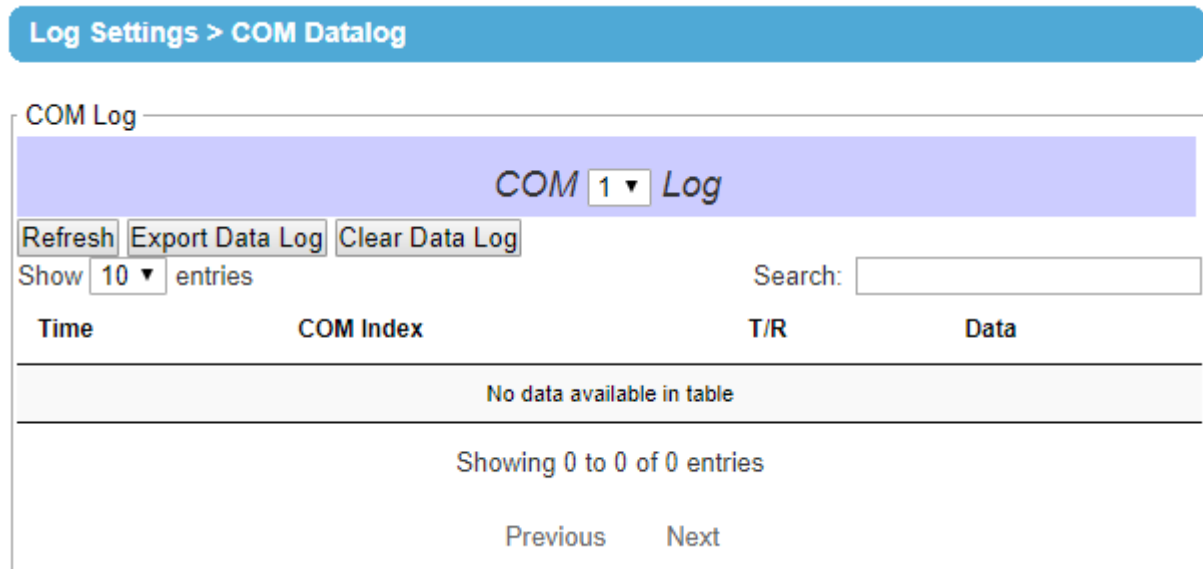 Log Settings > COM Datalog
COM Log
COM 1 Log
Refresh Export Data Log Clear Data Log
Show 10 entries Search:
Time COM Index T/R Data
No data available in table
Showing 0 to 0 of 0 entries
Previous Next